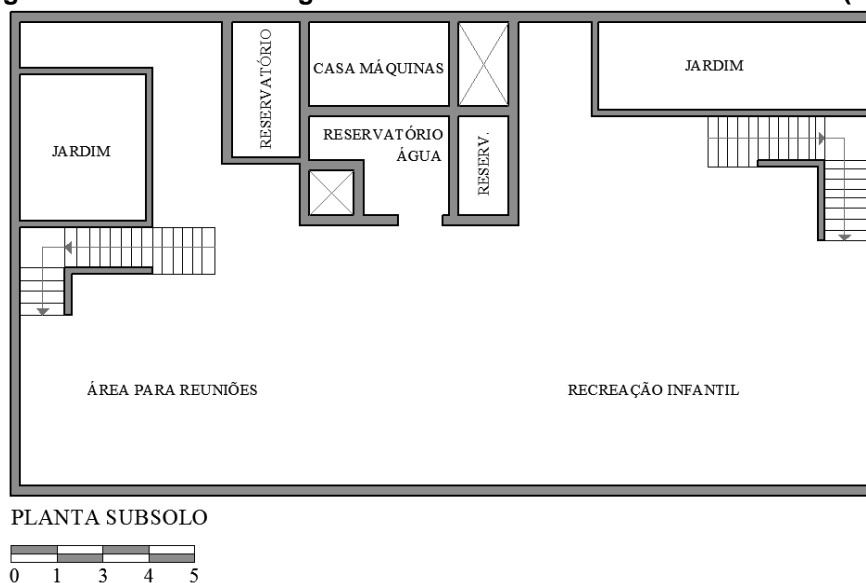 RESERVATÓRIO
CASA MÁQUINAS
JARDIM
RESERVATÓRIO
ÁGUA
RESERV.
JARDIM
ÁREA PARA REUNIÕES
RECREAÇÃO INFANTIL
PLANTA SUBSOLO
0 1 3 4 5